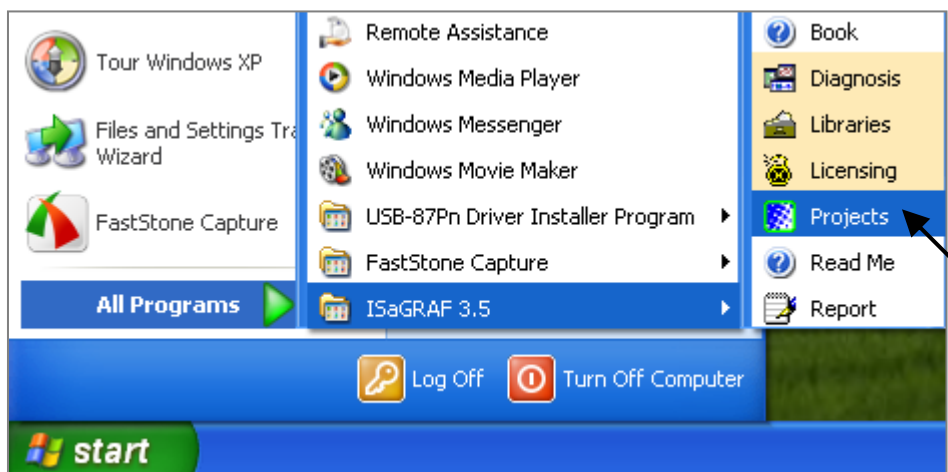 Tour Windows XP
Files and Settings Tra
Wizard
FastStone Capture
All Programs
Remote Assistance
Windows Media Player
Windows Messenger
Windows Movie Maker
USB-87Pn Driver Installer Program
FastStone Capture
ISaGRAF 3.5
Book
Diagnosis
Libraries
Licensing
Projects
Read Me
Report
Log Off
Turn Off Computer
start